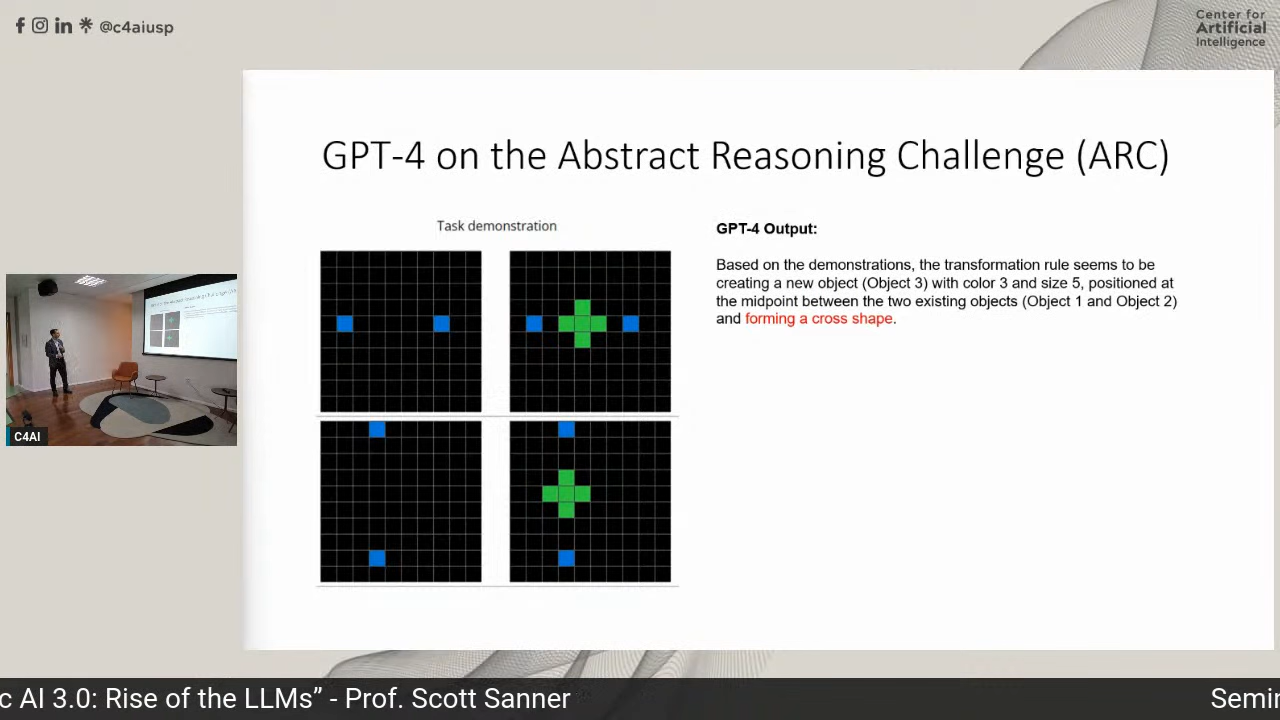 @c4aiusp
Center for
Artificial
Intelligence
GPT-4 on the Abstract Reasoning Challenge (ARC)
Task demonstration
GPT-4 Output:
Based on the demonstrations, the transformation rule seems to be
creating a new object (Object 3) with color 3 and size 5, positioned at
the midpoint between the two existing objects (Object 1 and Object 2)
and forming a cross shape.
C4AI
c AI 3.0: Rise of the LLMs” - Prof. Scott Sanner
Semin